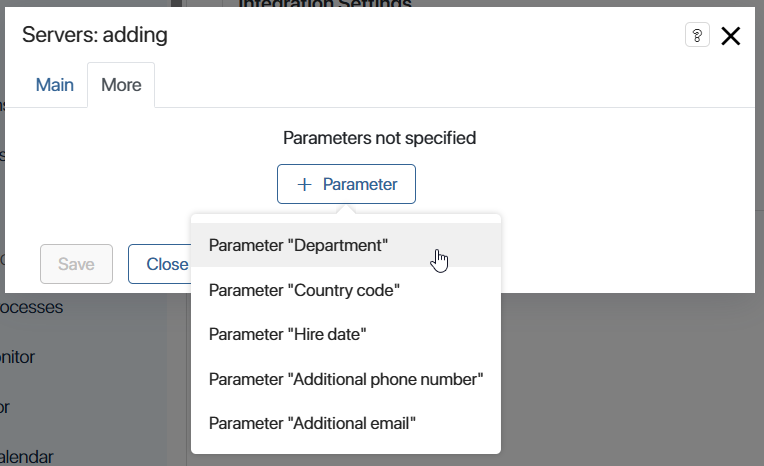 Integration Settings
Servers: adding
?
Main
More
Parameters not specified
+ Parameter
Parameter "Department"
Parameter "Country code"
Parameter "Hire date"
Parameter "Additional phone number"
Parameter "Additional email"
Save
Close
ocesses
nitor
or
alendar